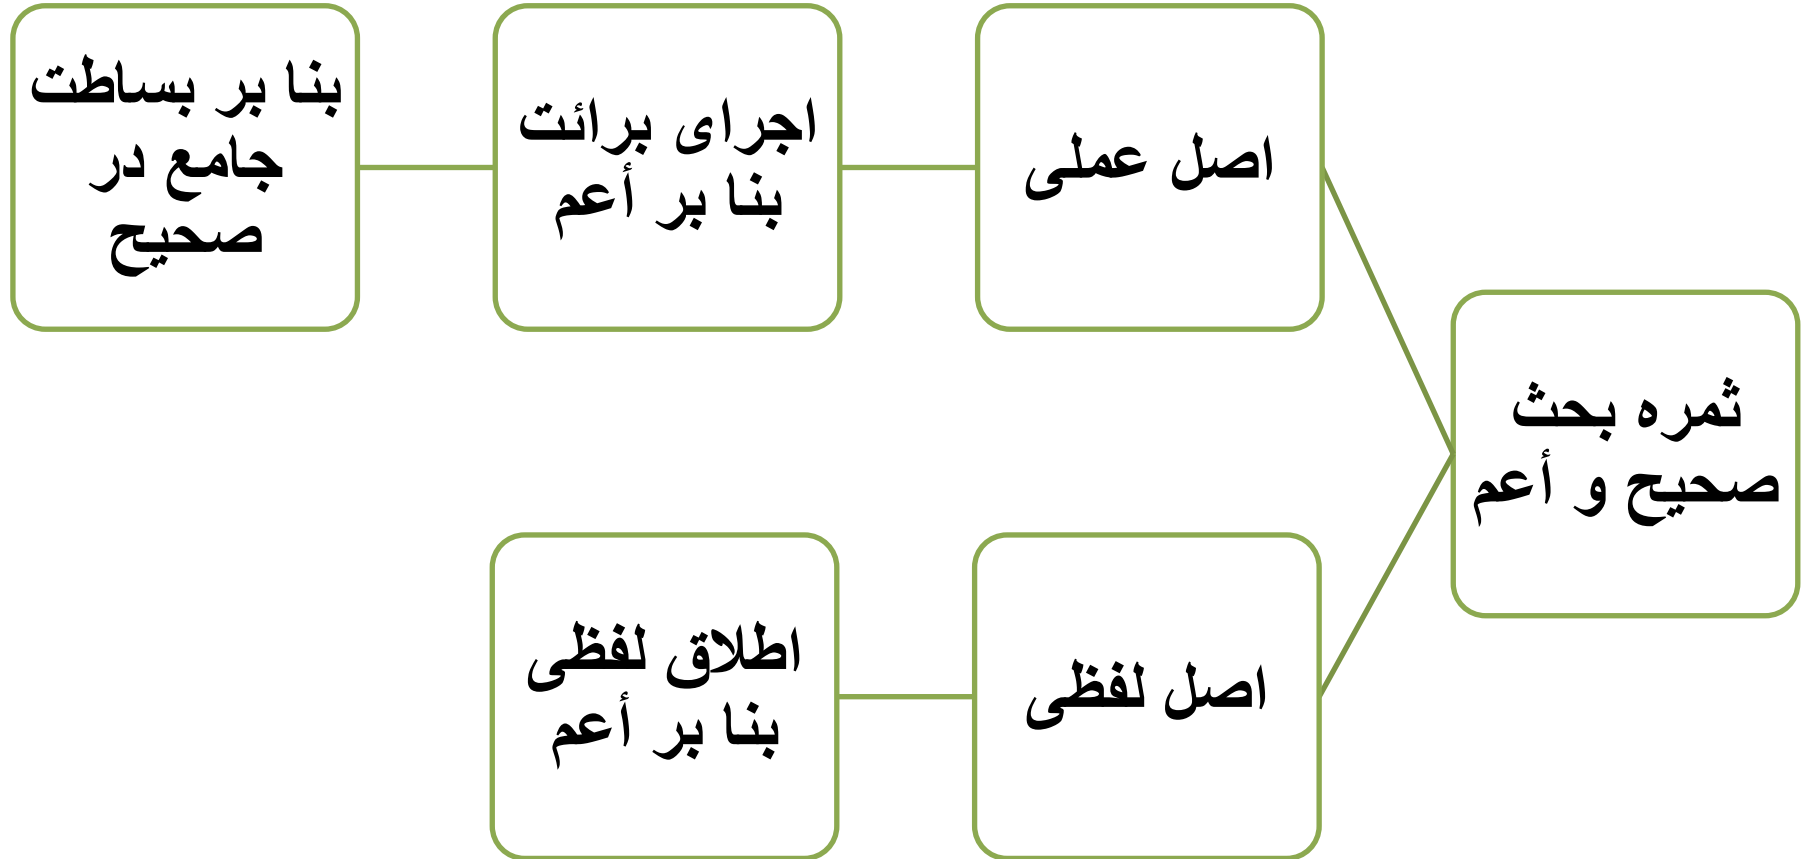 ثمره بحث
صحیح و أعم
اصل عملی
اجرای برائت
بنا بر أعم
بنا بر بساطت
جامع در
صحیح
اصل لفظی
اطلاق لفظی
بنا بر أعم